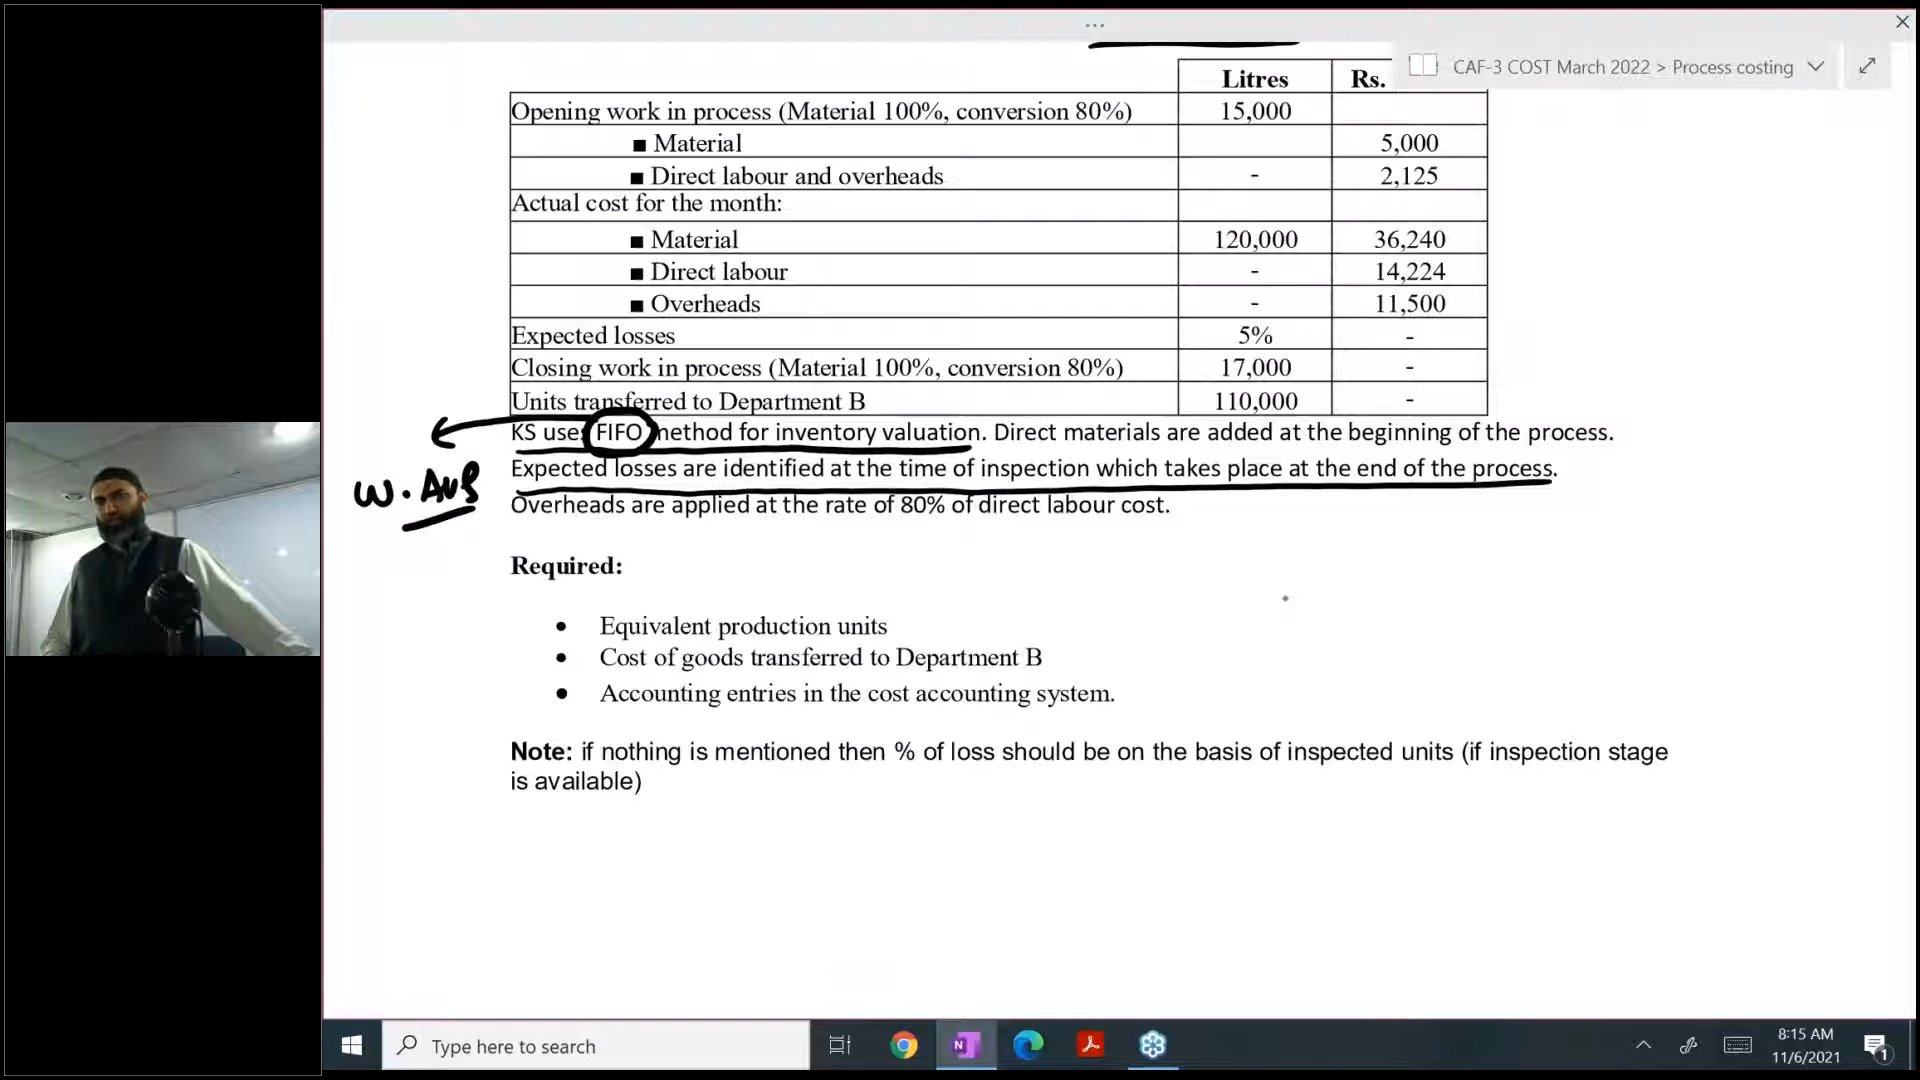 ...
CAF-3 COST March 2022 > Process costing
Litres Rs.
Opening work in process (Material 100%, conversion 80%) 15,000
■ Material 5,000
■ Direct labour and overheads - 2,125
Actual cost for the month:
■ Material 120,000 36,240
■ Direct labour - 14,224
■ Overheads - 11,500
Expected losses 5% -
Closing work in process (Material 100%, conversion 80%) 17,000 -
Units transferred to Department B 110,000 -
KS uses FIFO method for inventory valuation. Direct materials are added at the beginning of the process.
Expected losses are identified at the time of inspection which takes place at the end of the process.
W. Avg
Overheads are applied at the rate of 80% of direct labour cost.
Required:
• Equivalent production units
• Cost of goods transferred to Department B
• Accounting entries in the cost accounting system.
Note: if nothing is mentioned then % of loss should be on the basis of inspected units (if inspection stage
is available)
Type here to search
8:15 AM
11/6/2021
1